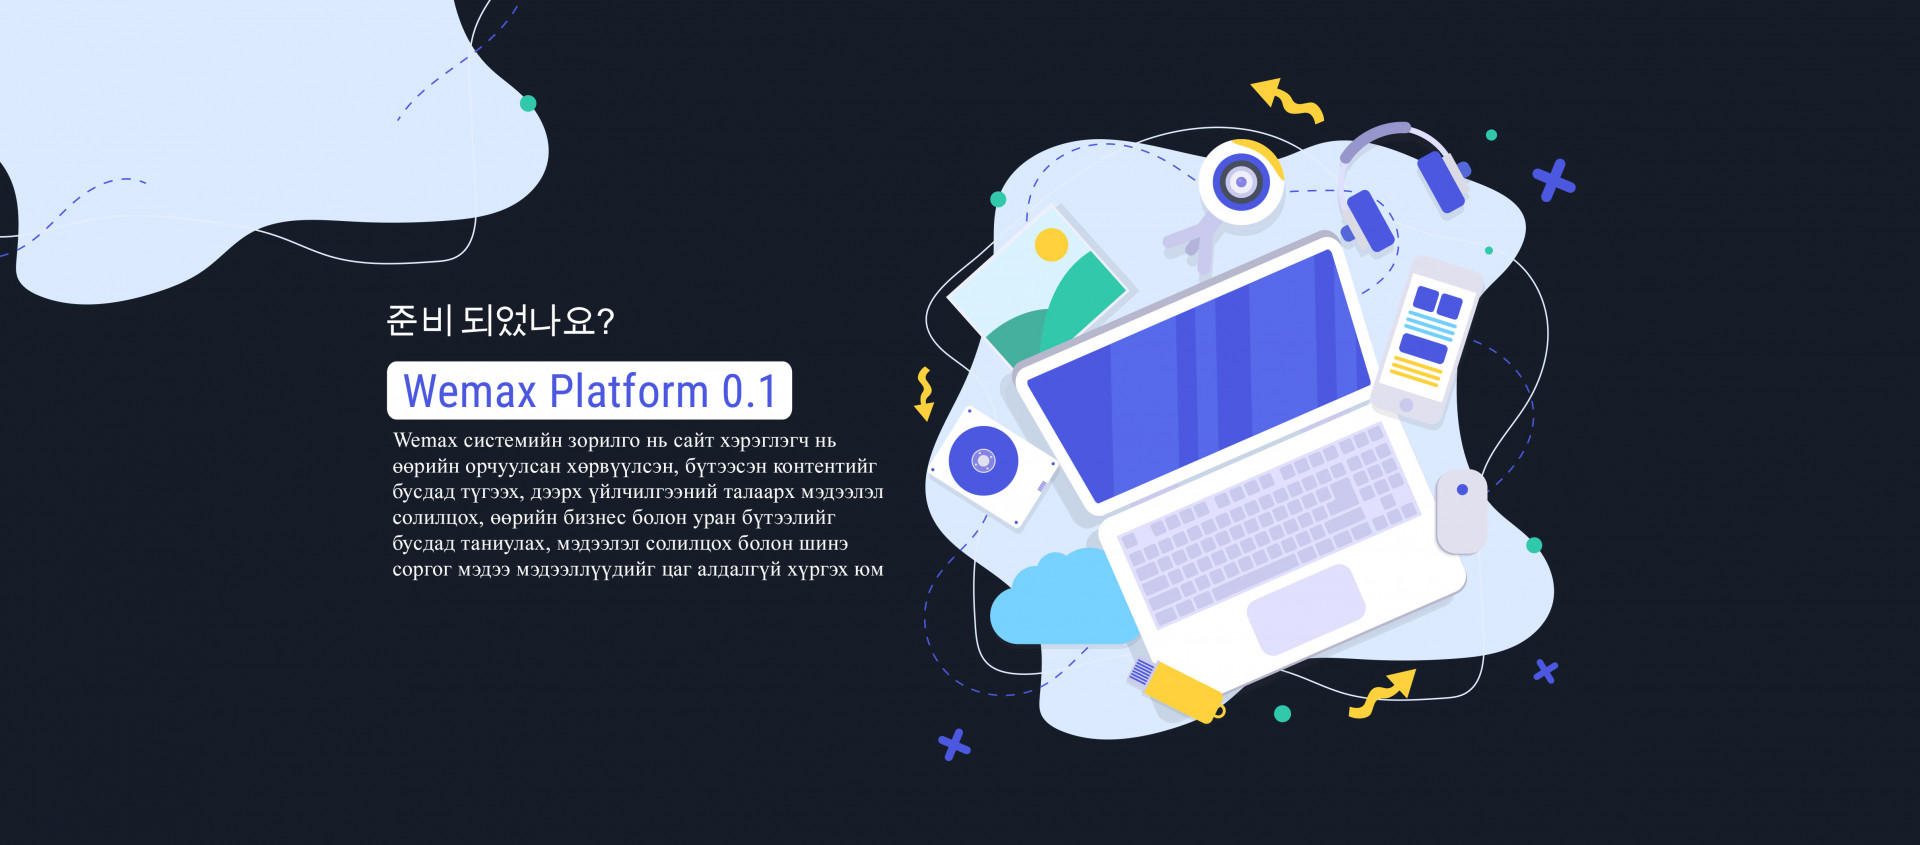 준비 되었나요?
Wemax Platform 0.1
Wemax системийн зорилго нь сайт хэрэглэгч нь
өөрийн орчуулсан хөрвүүлсэн, бүтээсэн контентийг
бусдад түгээх, дээрх үйлчилгээний талаарх мэдээлэл
солилцох, өөрийн бизнес болон уран бүтээлийг
бусдад таниулах, мэдээлэл солилцох болон шинэ
соргог мэдээ мэдээллүүдийг цаг алдалгүй хүргэх юм